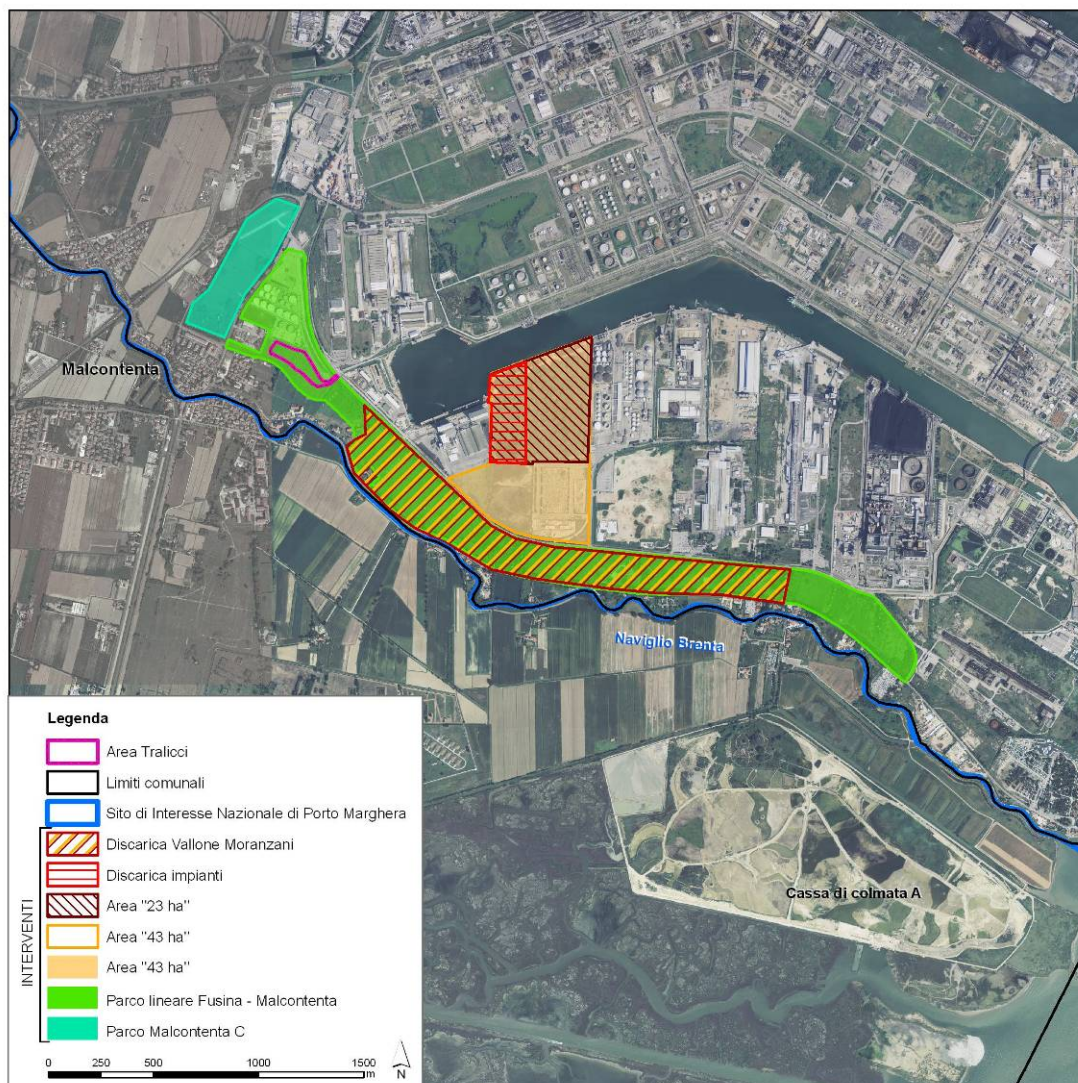 Malcontenta
Naviglio Brenta
Cassa di colmata A
Legenda
Area Tralicci
Limiti comunali
Sito di Interesse Nazionale di Porto Marghera
INTERVENTI
Discarica Vallone Moranzani
Discarica impianti
Area "23 ha"
Area "43 ha"
Area "43 ha"
Parco lineare Fusina - Malcontenta
Parco Malcontenta C
0 250 500 1000 1500
m
N